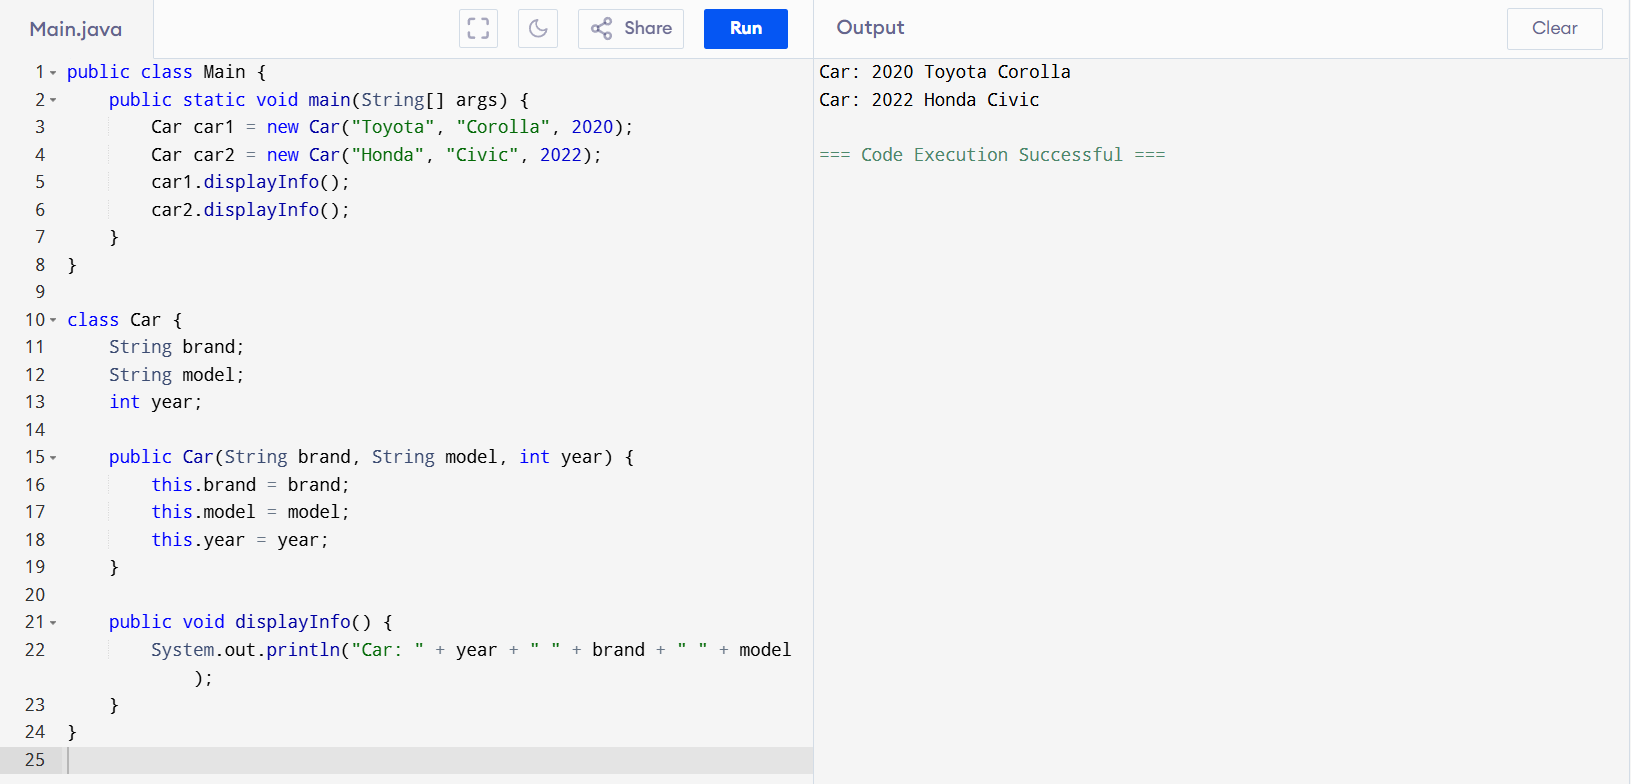 Main.java
Share
Run
Output
Clear
1 public class Main {
2     public static void main(String[] args) {
3         Car car1 = new Car("Toyota", "Corolla", 2020);
4         Car car2 = new Car("Honda", "Civic", 2022);
5         car1.displayInfo();
6         car2.displayInfo();
7     }
8 }
9
10 class Car {
11     String brand;
12     String model;
13     int year;
14
15     public Car(String brand, String model, int year) {
16         this.brand = brand;
17         this.model = model;
18         this.year = year;
19     }
20
21     public void displayInfo() {
22         System.out.println("Car: " + year + " " + brand + " " + model
            );
23     }
24 }
25
Car: 2020 Toyota Corolla
Car: 2022 Honda Civic

=== Code Execution Successful ===